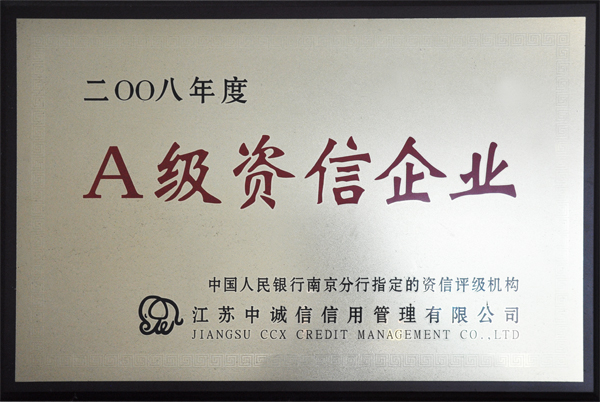 二〇〇八年度
A级资信企业
中国人民银行南京分行指定的资信评级机构
江苏中诚信信用管理有限公司
JIANGSU CCX CREDIT MANAGEMENT CO.,LTD